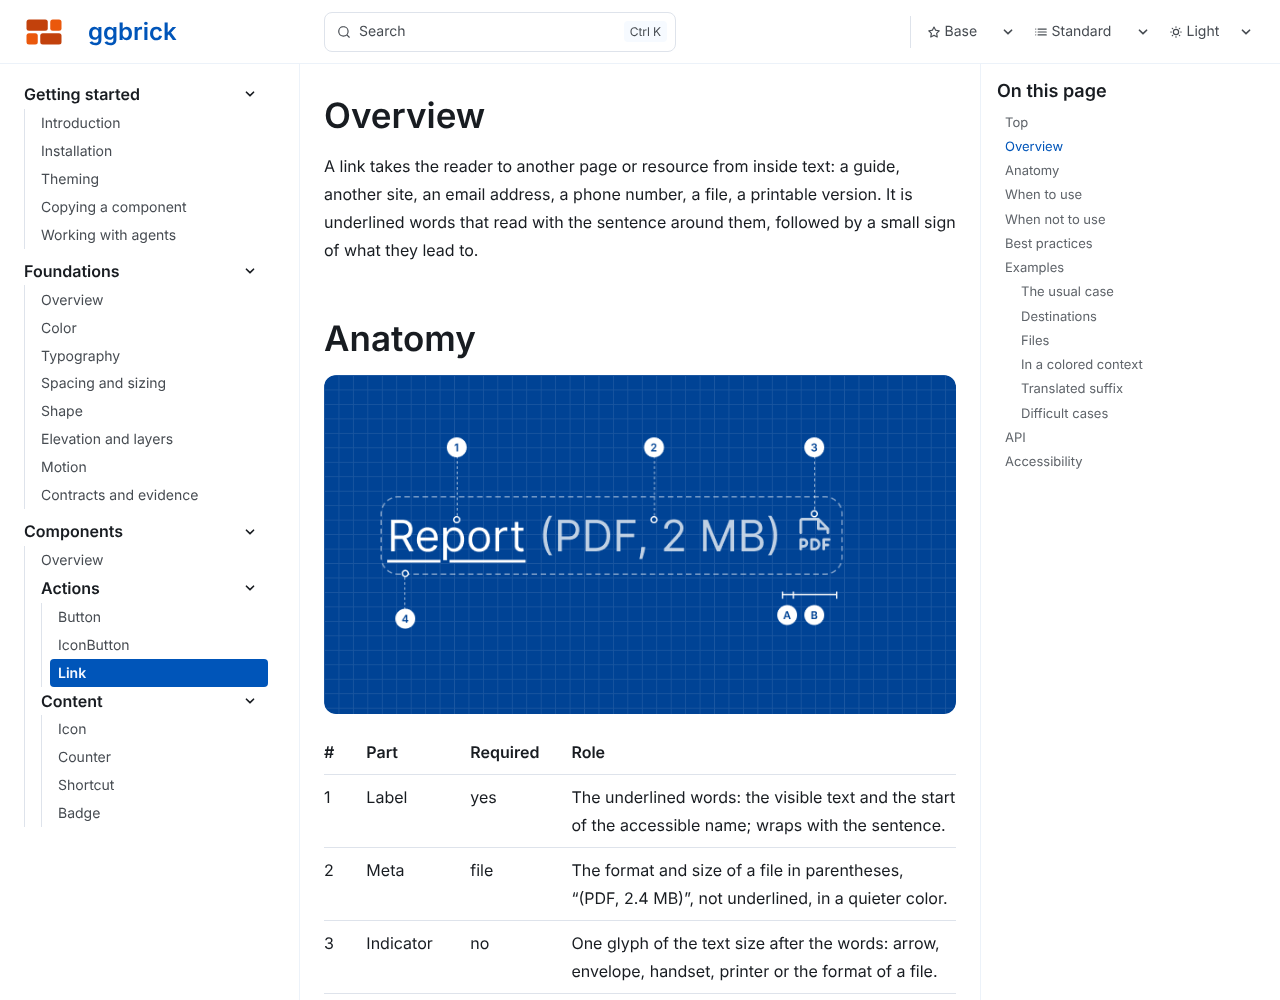 ggbrick
Search
Ctrl K
Base
Standard
Light
Getting started
Introduction
Installation
Theming
Copying a component
Working with agents
Foundations
Overview
Color
Typography
Spacing and sizing
Shape
Elevation and layers
Motion
Contracts and evidence
Components
Overview
Actions
Button
IconButton
Link
Content
Icon
Counter
Shortcut
Badge
Overview
A link takes the reader to another page or resource from inside text: a guide,
another site, an email address, a phone number, a file, a printable version. It is
underlined words that read with the sentence around them, followed by a small sign
of what they lead to.
Anatomy
1 2 3
Report (PDF, 2 MB) PDF
4 A B
# Part Required Role
1 Label yes The underlined words: the visible text and the start
of the accessible name; wraps with the sentence.
2 Meta file The format and size of a file in parentheses,
“(PDF, 2.4 MB)”, not underlined, in a quieter color.
3 Indicator no One glyph of the text size after the words: arrow,
envelope, handset, printer or the format of a file.
On this page
Top
Overview
Anatomy
When to use
When not to use
Best practices
Examples
The usual case
Destinations
Files
In a colored context
Translated suffix
Difficult cases
API
Accessibility